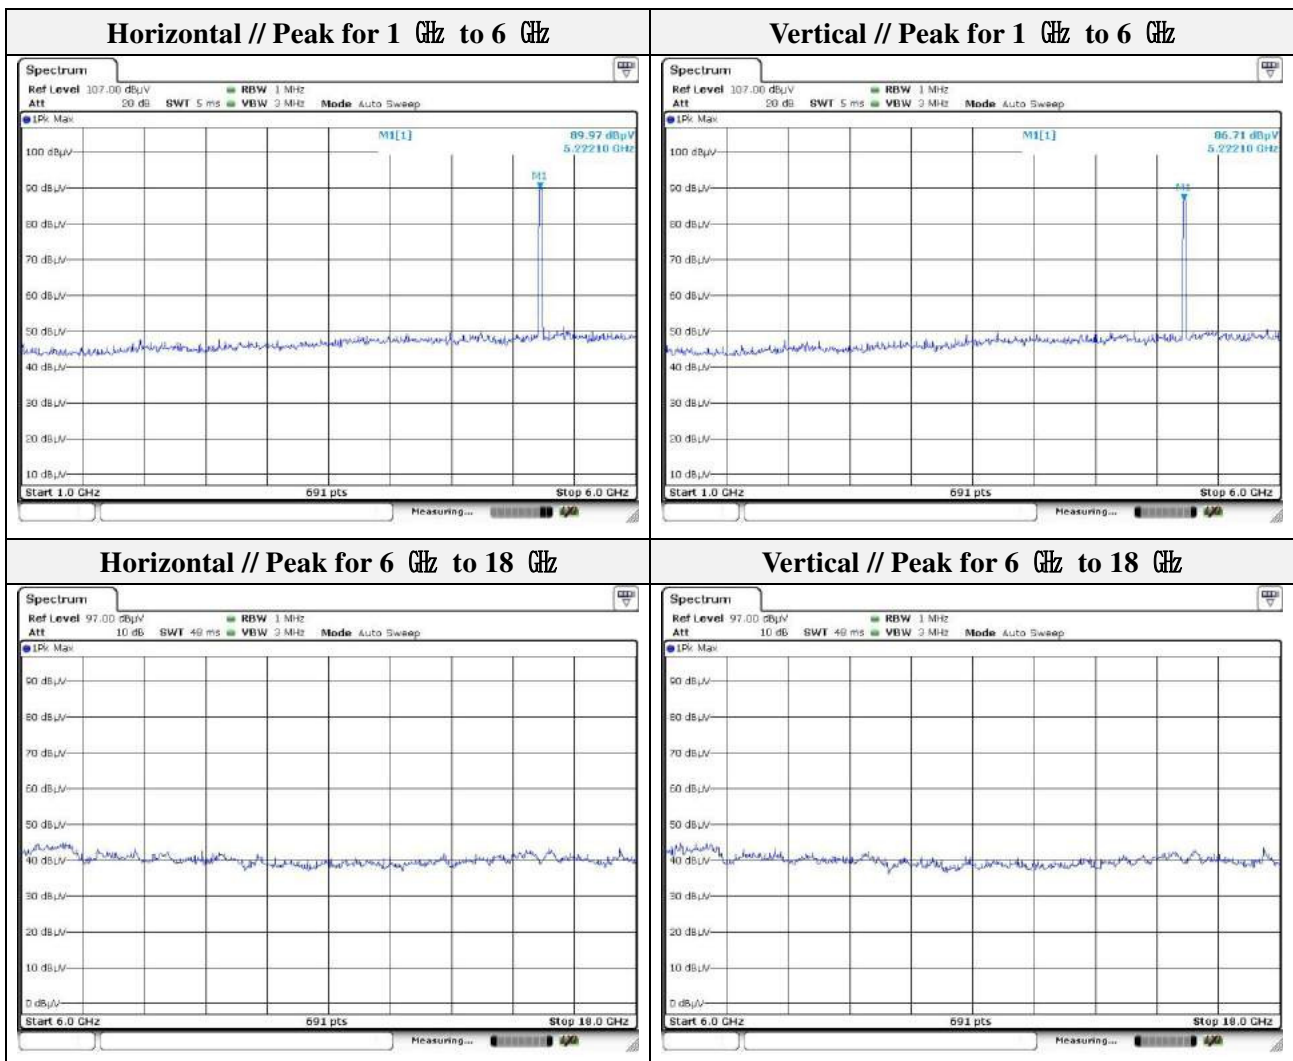 Horizontal // Peak for 1 ㎓ to 6 ㎓
Vertical // Peak for 1 ㎓ to 6 ㎓
Spectrum
Ref Level 107.00 dBµV RBW 1 MHz
Att 20 dB SWT 5 ms VBW 3 MHz Mode Auto Sweep
1Pk Max
M1[1] 89.97 dBµV
5.22210 GHz
M1
100 dBµV
90 dBµV
80 dBµV
70 dBµV
60 dBµV
50 dBµV
40 dBµV
30 dBµV
20 dBµV
10 dBµV
Start 1.0 GHz 691 pts Stop 6.0 GHz
Measuring...
Spectrum
Ref Level 107.00 dBµV RBW 1 MHz
Att 20 dB SWT 5 ms VBW 3 MHz Mode Auto Sweep
1Pk Max
M1[1] 86.71 dBµV
5.22210 GHz
100 dBµV
M1
90 dBµV
80 dBµV
70 dBµV
60 dBµV
50 dBµV
40 dBµV
30 dBµV
20 dBµV
10 dBµV
Start 1.0 GHz 691 pts Stop 6.0 GHz
Measuring...
Horizontal // Peak for 6 ㎓ to 18 ㎓
Vertical // Peak for 6 ㎓ to 18 ㎓
Spectrum
Ref Level 97.00 dBµV RBW 1 MHz
Att 10 dB SWT 48 ms VBW 3 MHz Mode Auto Sweep
1Pk Max
90 dBµV
80 dBµV
70 dBµV
60 dBµV
50 dBµV
40 dBµV
30 dBµV
20 dBµV
10 dBµV
0 dBµV
Start 6.0 GHz 691 pts Stop 18.0 GHz
Measuring...
Spectrum
Ref Level 97.00 dBµV RBW 1 MHz
Att 10 dB SWT 48 ms VBW 3 MHz Mode Auto Sweep
1Pk Max
90 dBµV
80 dBµV
70 dBµV
60 dBµV
50 dBµV
40 dBµV
30 dBµV
20 dBµV
10 dBµV
0 dBµV
Start 6.0 GHz 691 pts Stop 18.0 GHz
Measuring...